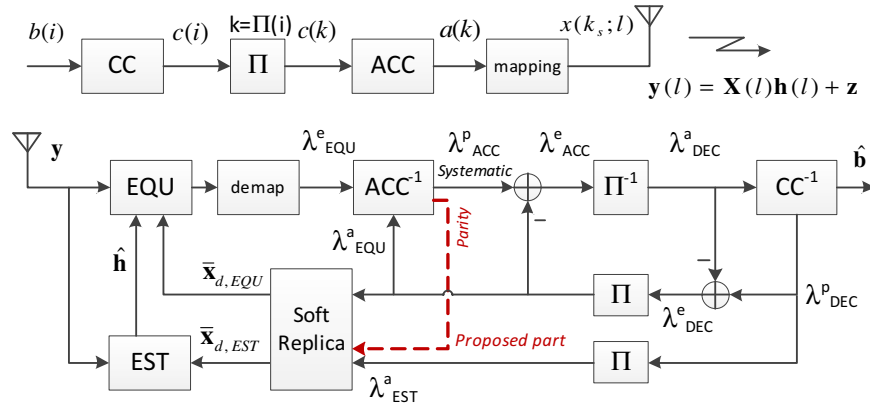 b(i) c(i) k=Π(i) c(k) a(k) x(k_s;l)
CC Π ACC mapping
y(l) = X(l)h(l) + z
y λ^e_EQU λ^p_ACC λ^e_ACC λ^a_DEC b̂
Systematic
EQU demap ACC^-1 Π^-1 CC^-1
− Parity
λ^a_EQU −
ĥ x̄_d,EQU
Π λ^e_DEC λ^p_DEC
Soft Replica
x̄_d,EST
EST Proposed part Π
λ^a_EST